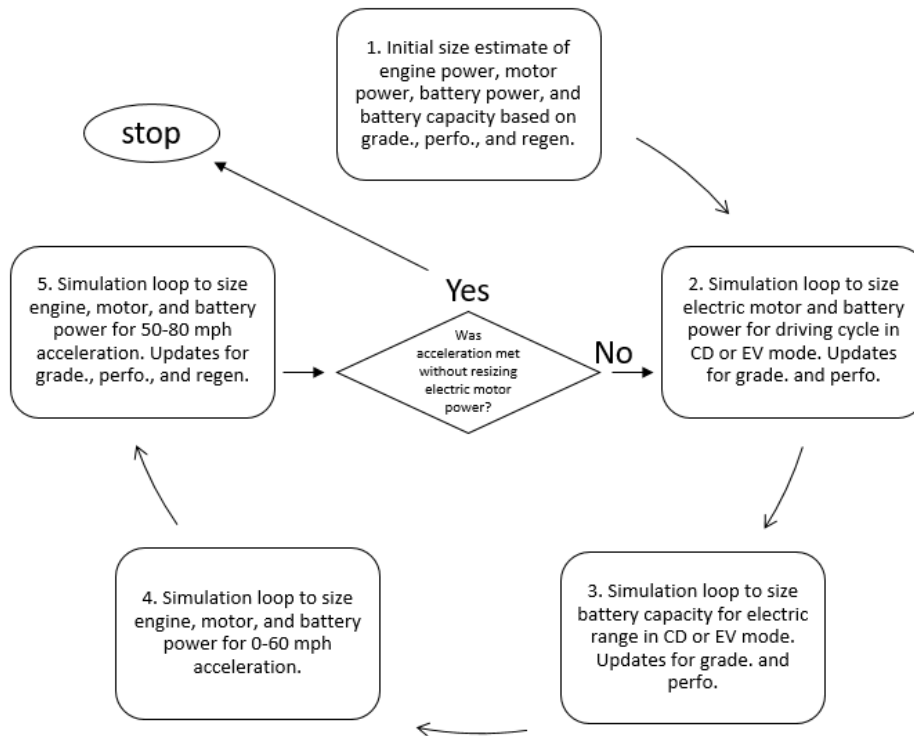 1. Initial size estimate of
engine power, motor
power, battery power, and
battery capacity based on
grade., perfo., and regen.
stop
5. Simulation loop to size
engine, motor, and battery
power for 50-80 mph
acceleration. Updates for
grade., perfo., and regen.
Yes
Was
acceleration met
without resizing
electric motor
power?
No
2. Simulation loop to size
electric motor and battery
power for driving cycle in
CD or EV mode. Updates
for grade. and perfo.
4. Simulation loop to size
engine, motor, and battery
power for 0-60 mph
acceleration.
3. Simulation loop to size
battery capacity for electric
range in CD or EV mode.
Updates for grade. and
perfo.